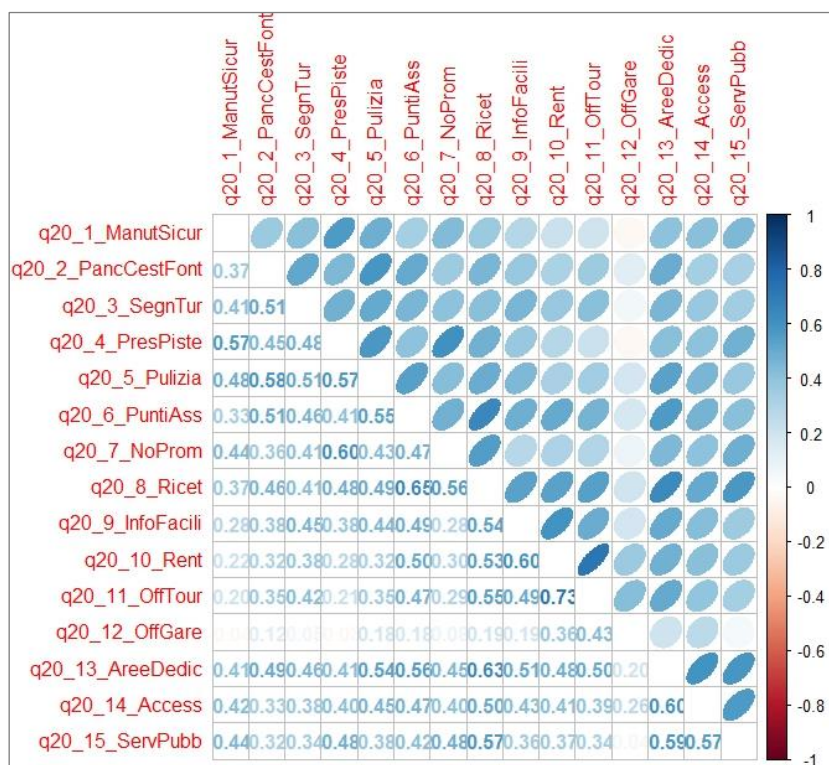 q20_1_ManutSicur
q20_2_PancCestFont
q20_3_SegnTur
q20_4_PresPiste
q20_5_Pulizia
q20_6_PuntiAss
q20_7_NoProm
q20_8_Ricet
q20_9_InfoFacili
q20_10_Rent
q20_11_OffTour
q20_12_OffGare
q20_13_AreeDedic
q20_14_Access
q20_15_ServPubb
q20_1_ManutSicur
q20_2_PancCestFont 0.37
q20_3_SegnTur 0.41 0.51
q20_4_PresPiste 0.57 0.45 0.48
q20_5_Pulizia 0.48 0.58 0.51 0.57
q20_6_PuntiAss 0.33 0.51 0.46 0.41 0.55
q20_7_NoProm 0.44 0.36 0.41 0.60 0.43 0.47
q20_8_Ricet 0.37 0.46 0.41 0.48 0.49 0.65 0.56
q20_9_InfoFacili 0.28 0.38 0.45 0.38 0.44 0.49 0.28 0.54
q20_10_Rent 0.22 0.32 0.38 0.28 0.32 0.50 0.30 0.53 0.60
q20_11_OffTour 0.20 0.35 0.42 0.21 0.35 0.47 0.29 0.55 0.49 0.73
q20_12_OffGare 0.12 0.18 0.18 0.19 0.19 0.36 0.43
q20_13_AreeDedic 0.41 0.49 0.46 0.41 0.54 0.56 0.45 0.63 0.51 0.48 0.50 0.20
q20_14_Access 0.42 0.33 0.38 0.40 0.45 0.47 0.40 0.50 0.43 0.41 0.39 0.26 0.60
q20_15_ServPubb 0.44 0.32 0.34 0.48 0.38 0.42 0.48 0.57 0.36 0.37 0.34 0.59 0.57
1
0.8
0.6
0.4
0.2
0
-0.2
-0.4
-0.6
-0.8
-1